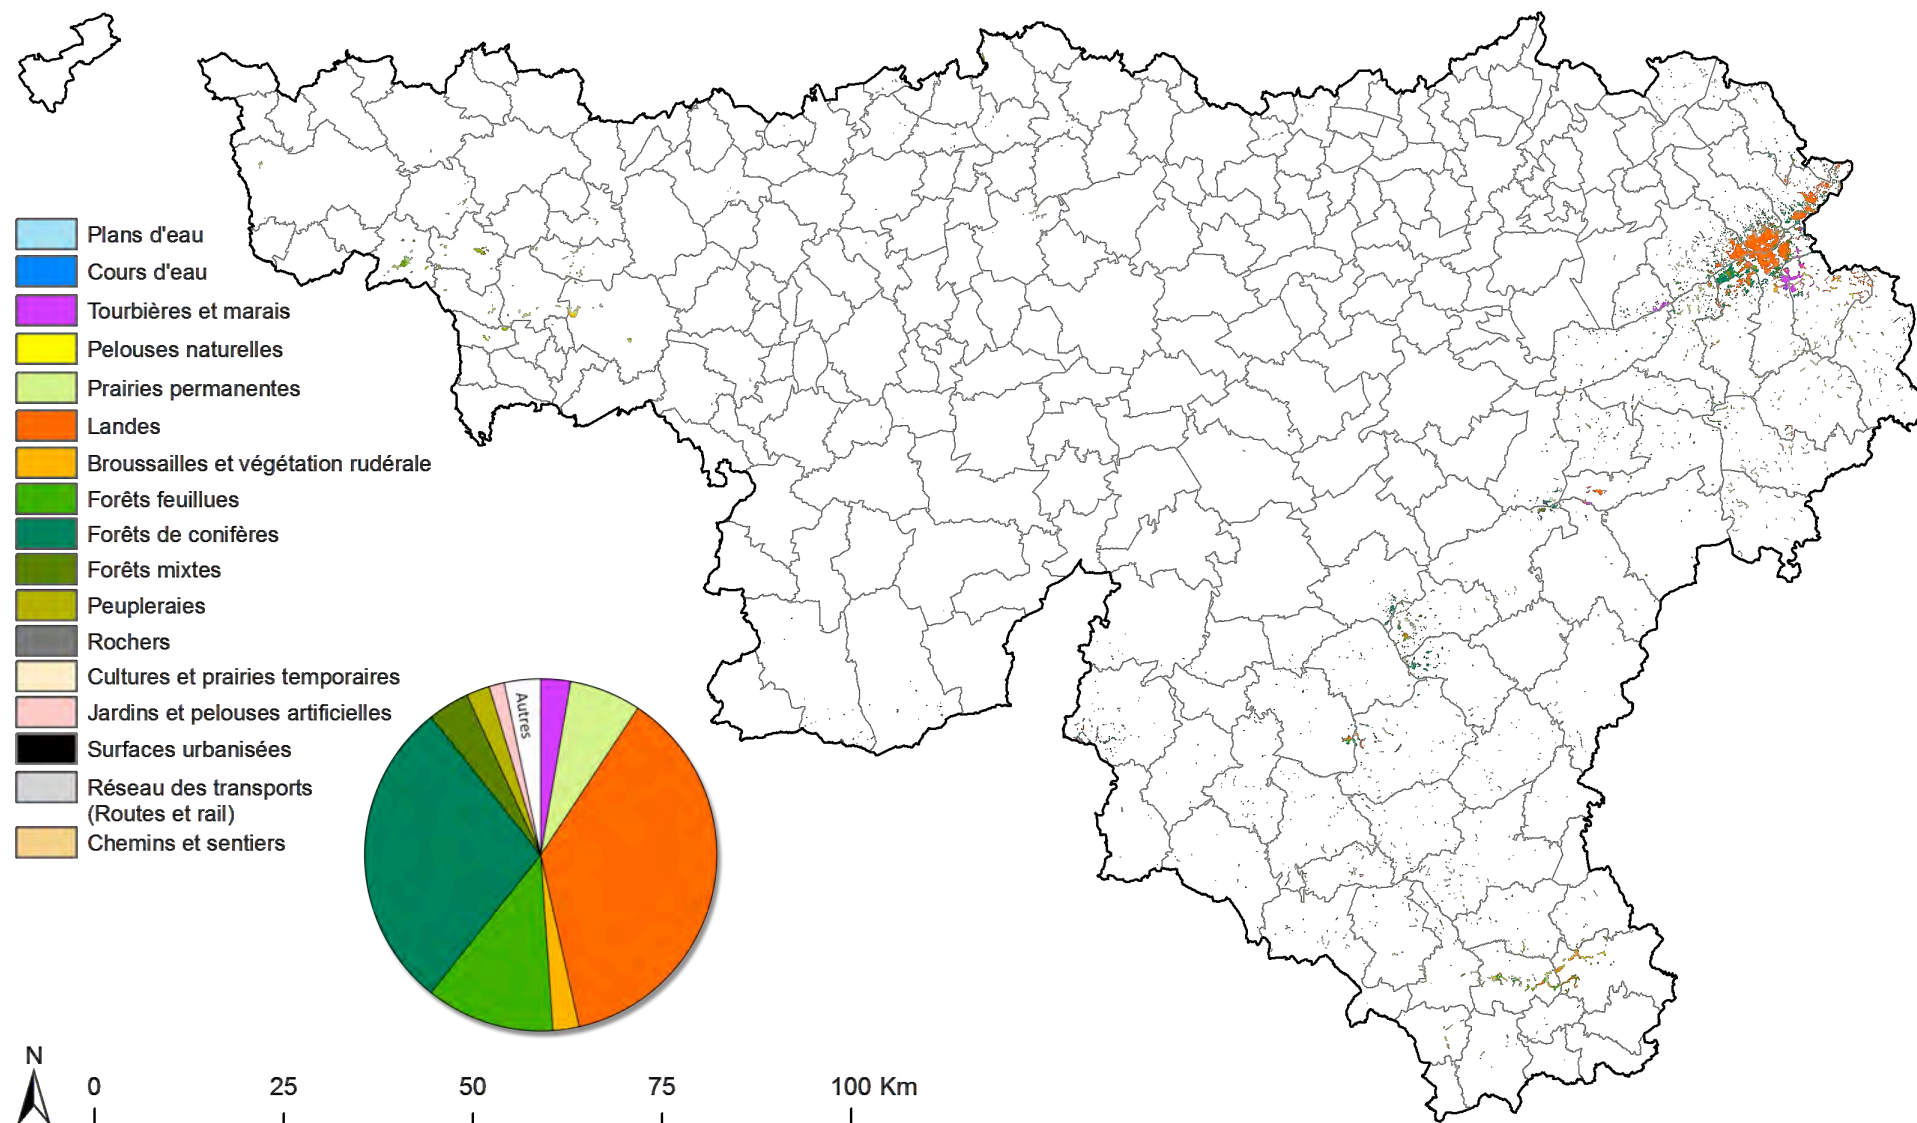 Plans d'eau
Cours d'eau
Tourbières et marais
Pelouses naturelles
Prairies permanentes
Landes
Broussailles et végétation rudérale
Forêts feuillues
Forêts de conifères
Forêts mixtes
Peupleraies
Rochers
Cultures et prairies temporaires
Jardins et pelouses artificielles
Surfaces urbanisées
Réseau des transports
(Routes et rail)
Chemins et sentiers
Autres
N
0 25 50 75 100 Km